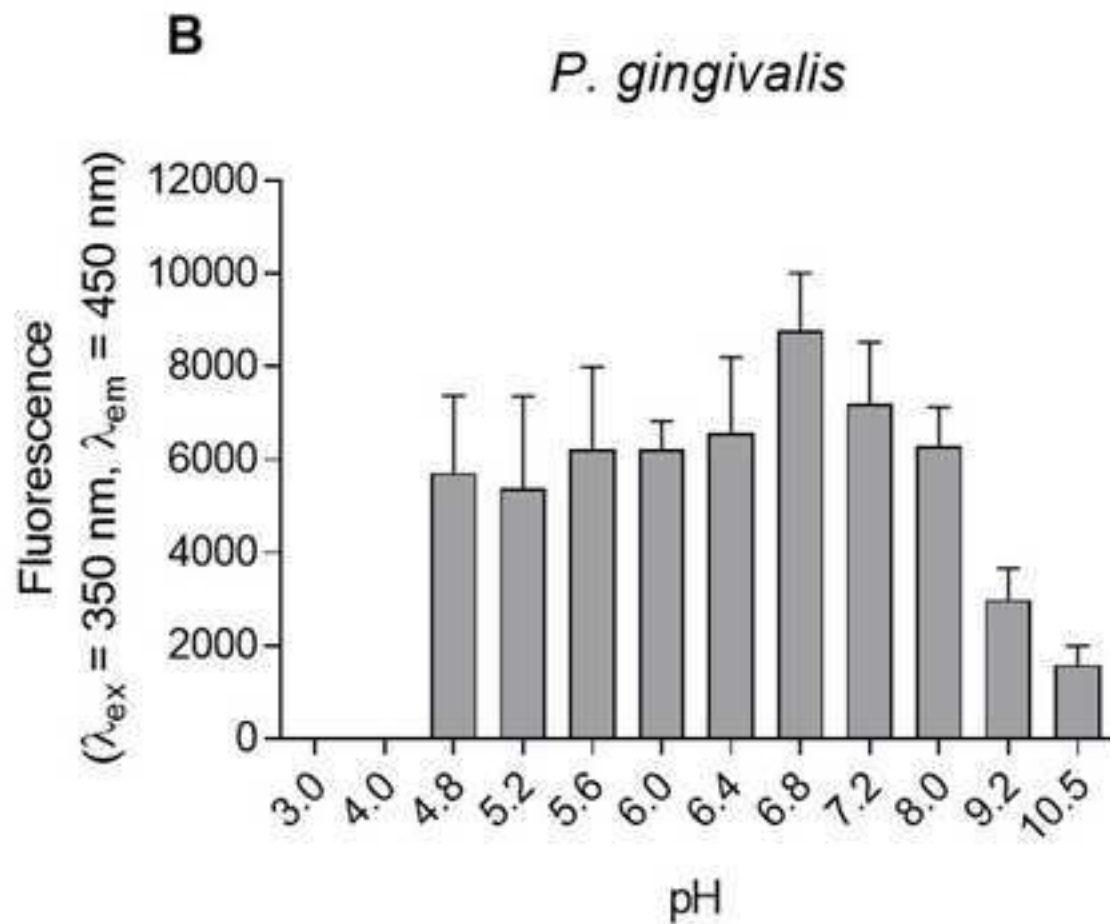 B
P. gingivalis
Fluorescence
(λex = 350 nm, λem = 450 nm)
12000
10000
8000
6000
4000
2000
0
3.0 4.0 4.8 5.2 5.6 6.0 6.4 6.8 7.2 8.0 9.2 10.5
pH